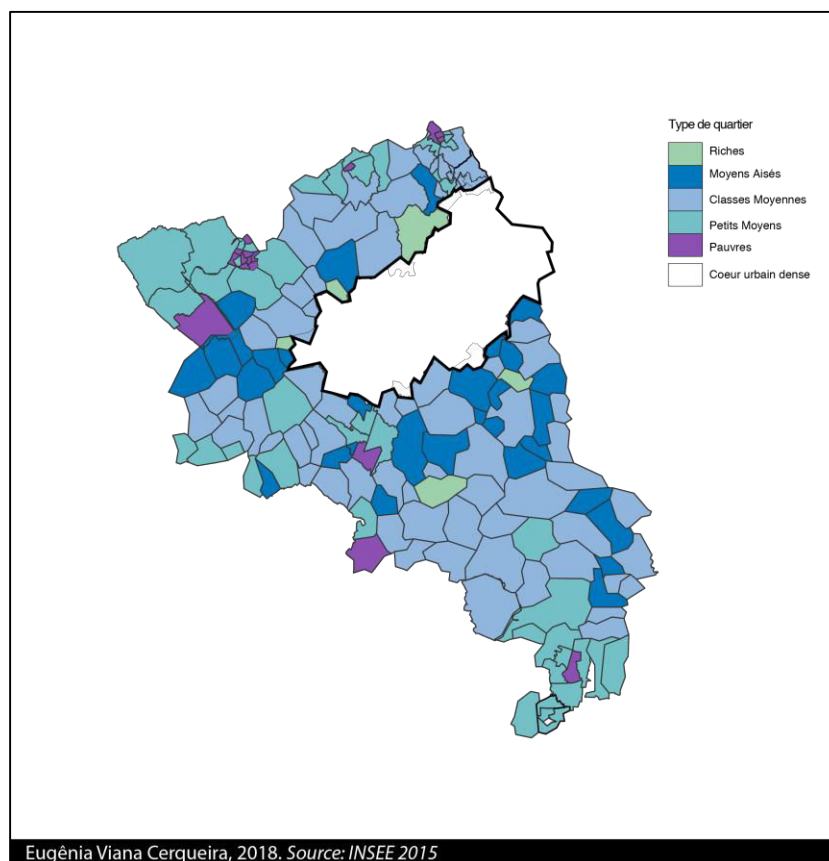 Type de quartier
Riches
Moyens Aisés
Classes Moyennes
Petits Moyens
Pauvres
Coeur urbain dense
Eugênia Viana Cerqueira, 2018. Source: INSEE 2015